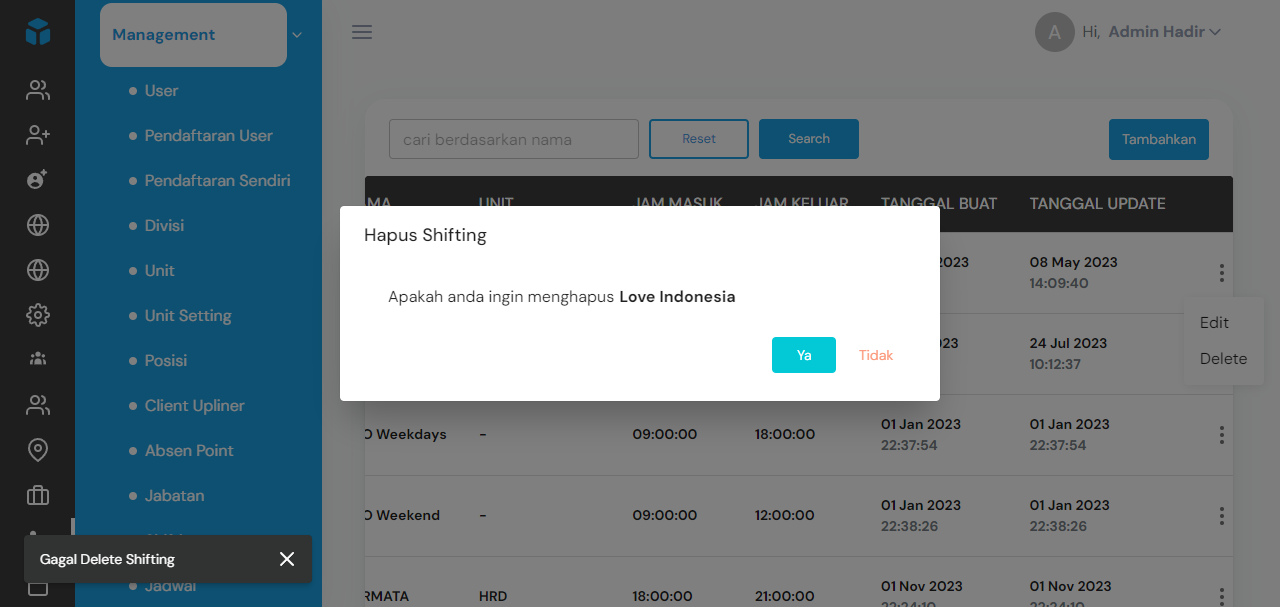 Management
User
Pendaftaran User
Pendaftaran Sendiri
Divisi
Unit
Unit Setting
Posisi
Client Upliner
Absen Point
Jabatan
Jadwal
Gagal Delete Shifting
A Hi, Admin Hadir
cari berdasarkan nama Reset Search Tambahkan
MA UNIT JAM MASUK JAM KELUAR TANGGAL BUAT TANGGAL UPDATE
2023 08 May 2023
14:09:40
Edit
Delete
23 24 Jul 2023
10:12:37
Hapus Shifting
Apakah anda ingin menghapus Love Indonesia
Ya Tidak
O Weekdays - 09:00:00 18:00:00 01 Jan 2023 01 Jan 2023
22:37:54 22:37:54
O Weekend - 09:00:00 12:00:00 01 Jan 2023 01 Jan 2023
22:38:26 22:38:26
RMATA HRD 18:00:00 21:00:00 01 Nov 2023 01 Nov 2023